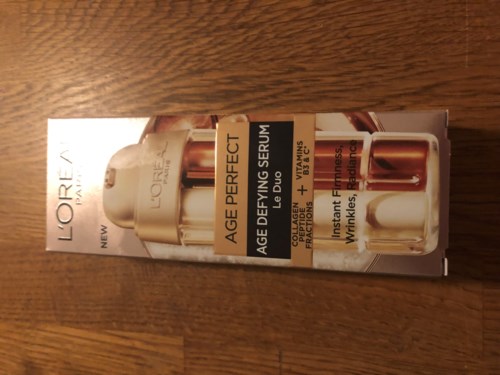 L'ORÉAL
PARIS
NEW
L'ORÉAL
PARIS
AGE PERFECT
AGE DEFYING SERUM
Le Duo
COLLAGEN
PEPTIDE
FRACTIONS
+
VITAMINS
B3 & C*
Instant Firmness,
Wrinkles, Radiance